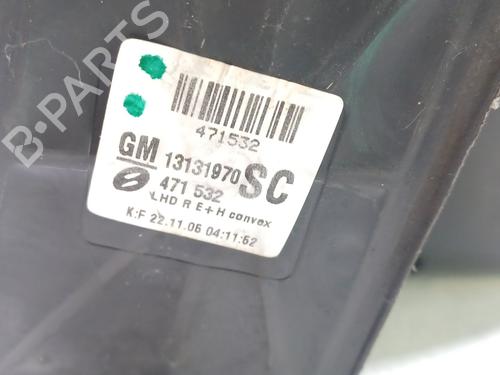 B-PARTS
471532
GM 13131970 SC
471 532
LHD R E+H convex
K:F 22.11.06 04:11:52